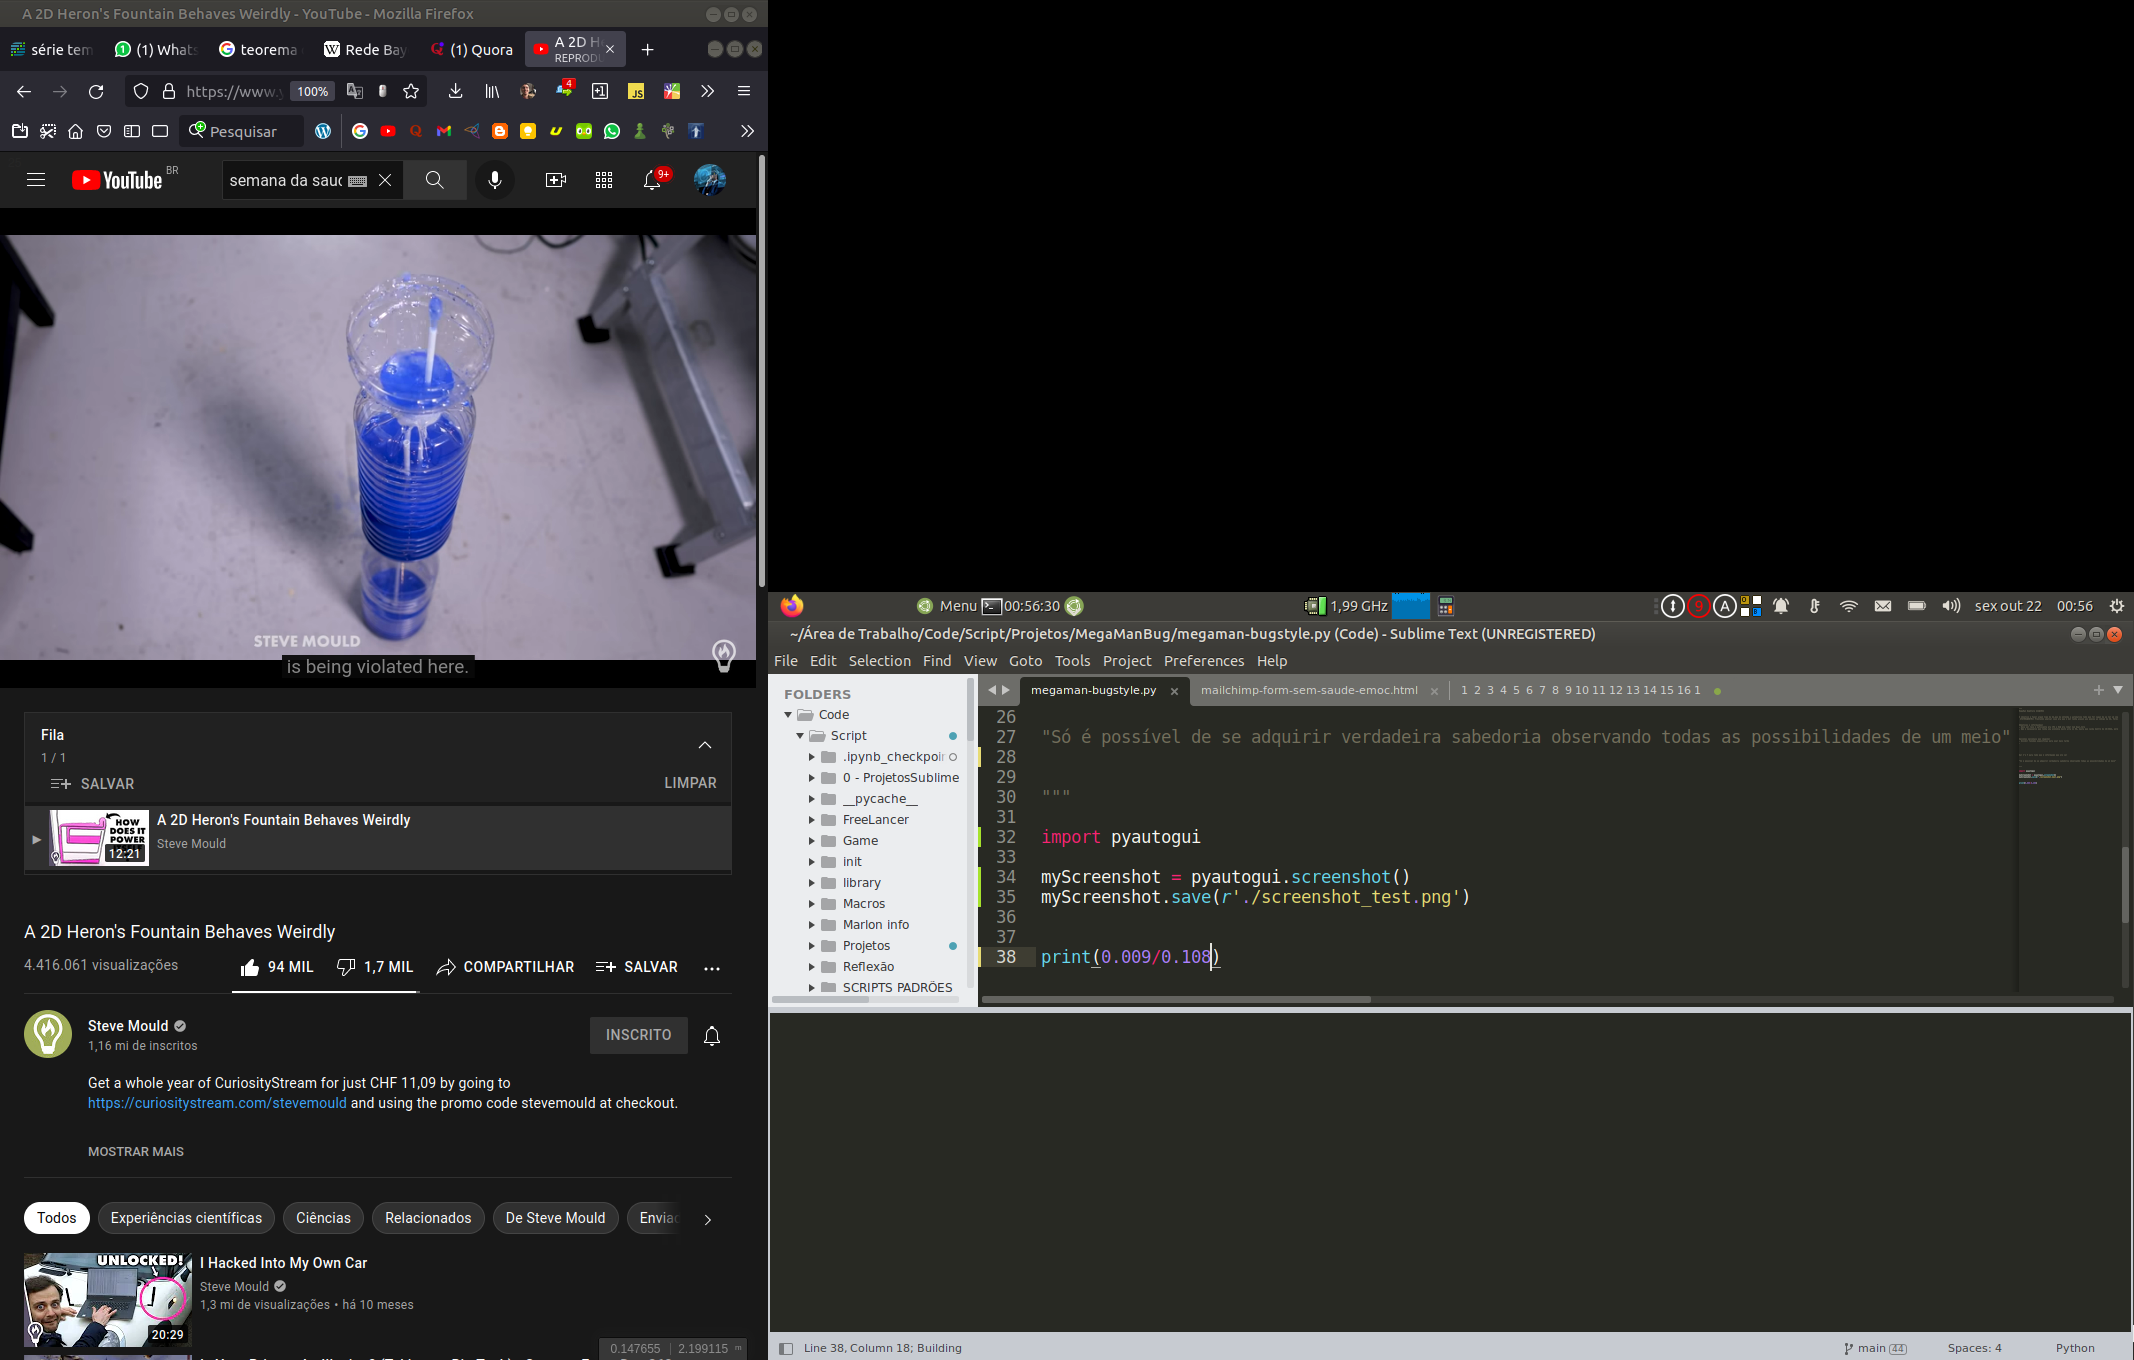 A 2D Heron's Fountain Behaves Weirdly - YouTube - Mozilla Firefox
série tem
(1) Whats
teorema
Rede Bay
(1) Quora
A 2D H
REPRODU
https://www.y
100%
Pesquisar
YouTube BR
semana da sauc
9+
STEVE MOULD
is being violated here.
Fila
1 / 1
SALVAR
LIMPAR
HOW DOES IT POWER
12:21
A 2D Heron's Fountain Behaves Weirdly
Steve Mould
A 2D Heron's Fountain Behaves Weirdly
4.416.061 visualizações
94 MIL
1,7 MIL
COMPARTILHAR
SALVAR
Steve Mould
1,16 mi de inscritos
INSCRITO
Get a whole year of CuriosityStream for just CHF 11,09 by going to
https://curiositystream.com/stevemould and using the promo code stevemould at checkout.
MOSTRAR MAIS
Todos
Experiências científicas
Ciências
Relacionados
De Steve Mould
Enviac
UNLOCKED!
20:29
I Hacked Into My Own Car
Steve Mould
1,3 mi de visualizações • há 10 meses
0.147655 | 2.199115 m
Menu
00:56:30
1,99 GHz
9
A
sex out 22
00:56
~/Área de Trabalho/Code/Script/Projetos/MegaManBug/megaman-bugstyle.py (Code) - Sublime Text (UNREGISTERED)
File Edit Selection Find View Goto Tools Project Preferences Help
FOLDERS
Code
Script
.ipynb_checkpoir
0 - ProjetosSublime
__pycache__
FreeLancer
Game
init
library
Macros
Marlon info
Projetos
Reflexão
SCRIPTS PADRÕES
megaman-bugstyle.py
mailchimp-form-sem-saude-emoc.html
1 2 3 4 5 6 7 8 9 10 11 12 13 14 15 16 1
26
27 "Só é possível de se adquirir verdadeira sabedoria observando todas as possibilidades de um meio"
28
29
30 """
31
32 import pyautogui
33
34 myScreenshot = pyautogui.screenshot()
35 myScreenshot.save(r'./screenshot_test.png')
36
37
38 print(0.009/0.108)
Line 38, Column 18; Building
main 44
Spaces: 4
Python